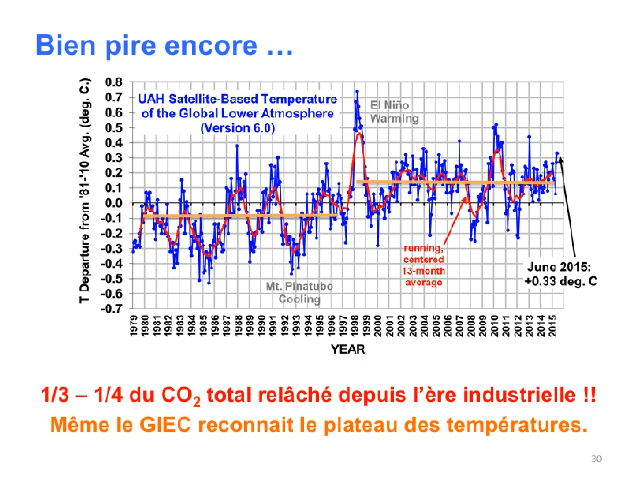 Bien pire encore …
UAH Satellite-Based Temperature
of the Global Lower Atmosphere
(Version 6.0)
El Niño
Warming
T Departure from '81-'10 Avg. (deg. C.)
0.8
0.7
0.6
0.5
0.4
0.3
0.2
0.1
0.0
-0.1
-0.2
-0.3
-0.4
-0.5
-0.6
-0.7
running,
centered
13-month
average
Mt. Pinatubo
Cooling
June 2015:
+0.33 deg. C
1979 1980 1981 1982 1983 1984 1985 1986 1987 1988 1989 1990 1991 1992 1993 1994 1995 1996 1997 1998 1999 2000 2001 2002 2003 2004 2005 2006 2007 2008 2009 2010 2011 2012 2013 2014 2015
YEAR
1/3 – 1/4 du CO2 total relâché depuis l'ère industrielle !!
Même le GIEC reconnait le plateau des températures.
30